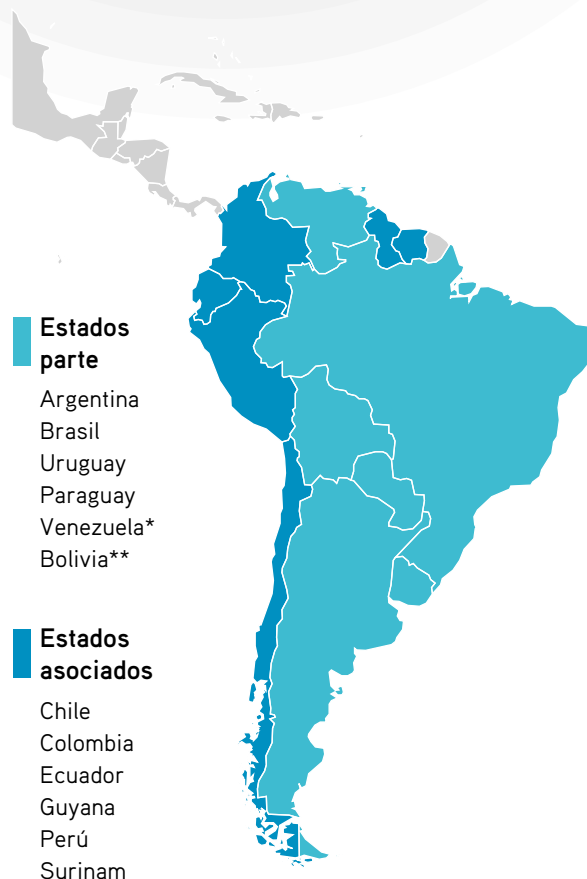 Estados
parte
Argentina
Brasil
Uruguay
Paraguay
Venezuela*
Bolivia**
Estados
asociados
Chile
Colombia
Ecuador
Guyana
Perú
Surinam